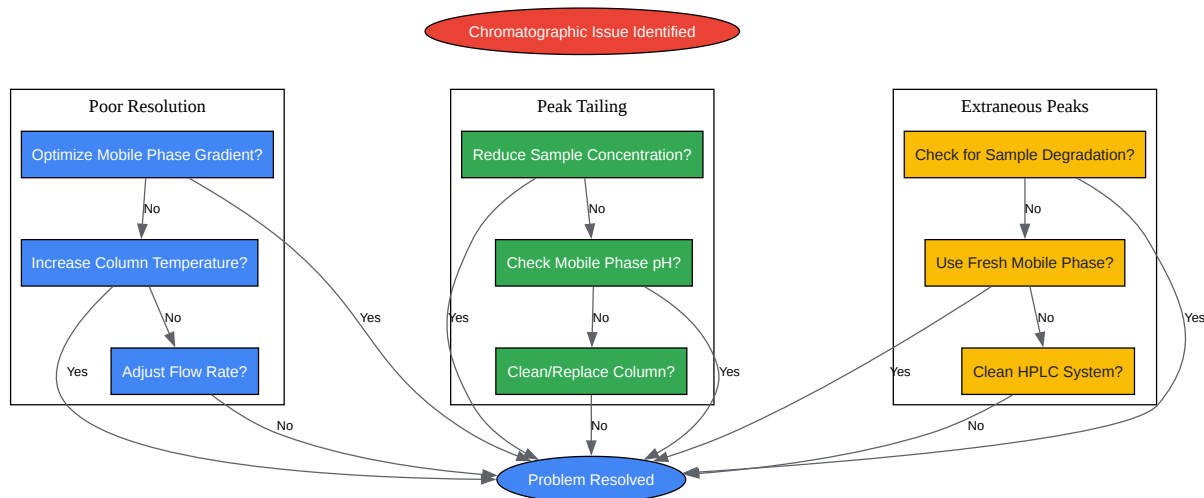 Chromatographic Issue Identified
Poor Resolution
Peak Tailing
Extraneous Peaks
Optimize Mobile Phase Gradient?
Reduce Sample Concentration?
Check for Sample Degradation?
No
No
No
Increase Column Temperature?
Check Mobile Phase pH?
Use Fresh Mobile Phase?
No
Yes
Yes
No
No
Yes
Adjust Flow Rate?
Clean/Replace Column?
Clean HPLC System?
Yes
Yes
Yes
No
No
No
Problem Resolved